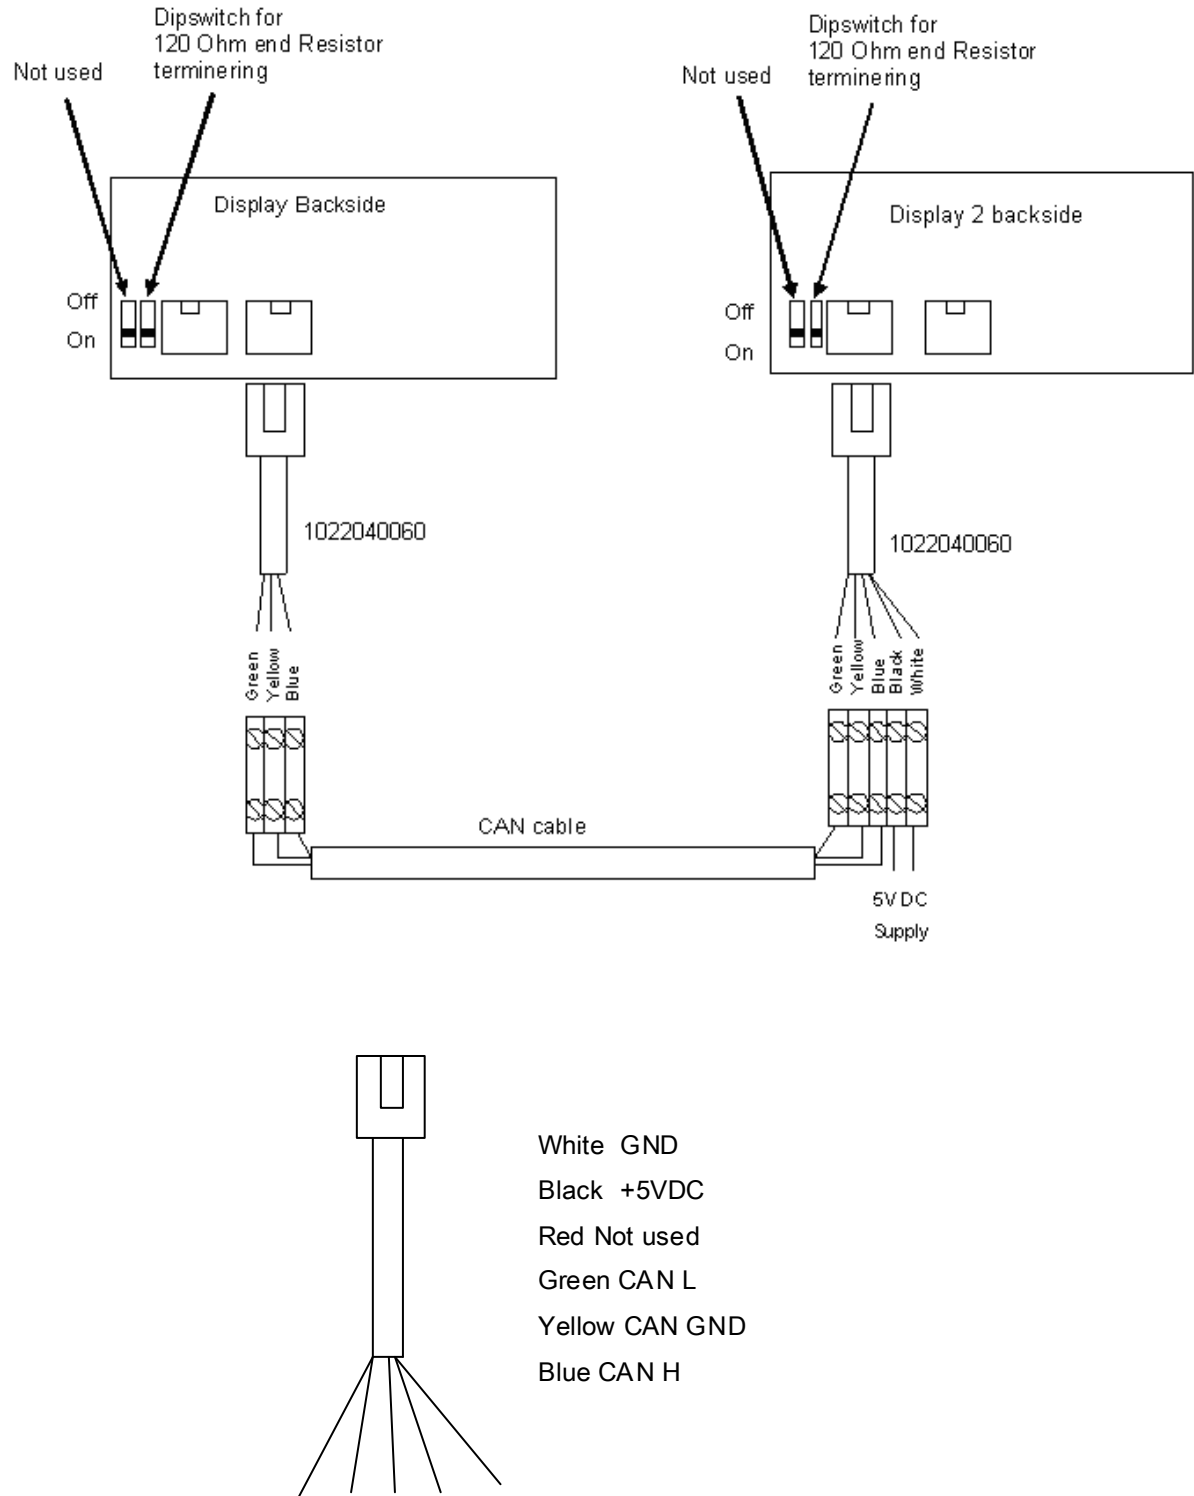 Dipswitch for
120 Ohm end Resistor
terminering
Not used
Dipswitch for
120 Ohm end Resistor
terminering
Not used
Display Backside
Display 2 backside
Off
On
Off
On
1022040060
1022040060
Green
Yellow
Blue
Green
Yellow
Blue
Black
White
CAN cable
5V DC
Supply
White GND
Black +5VDC
Red Not used
Green CAN L
Yellow CAN GND
Blue CAN H